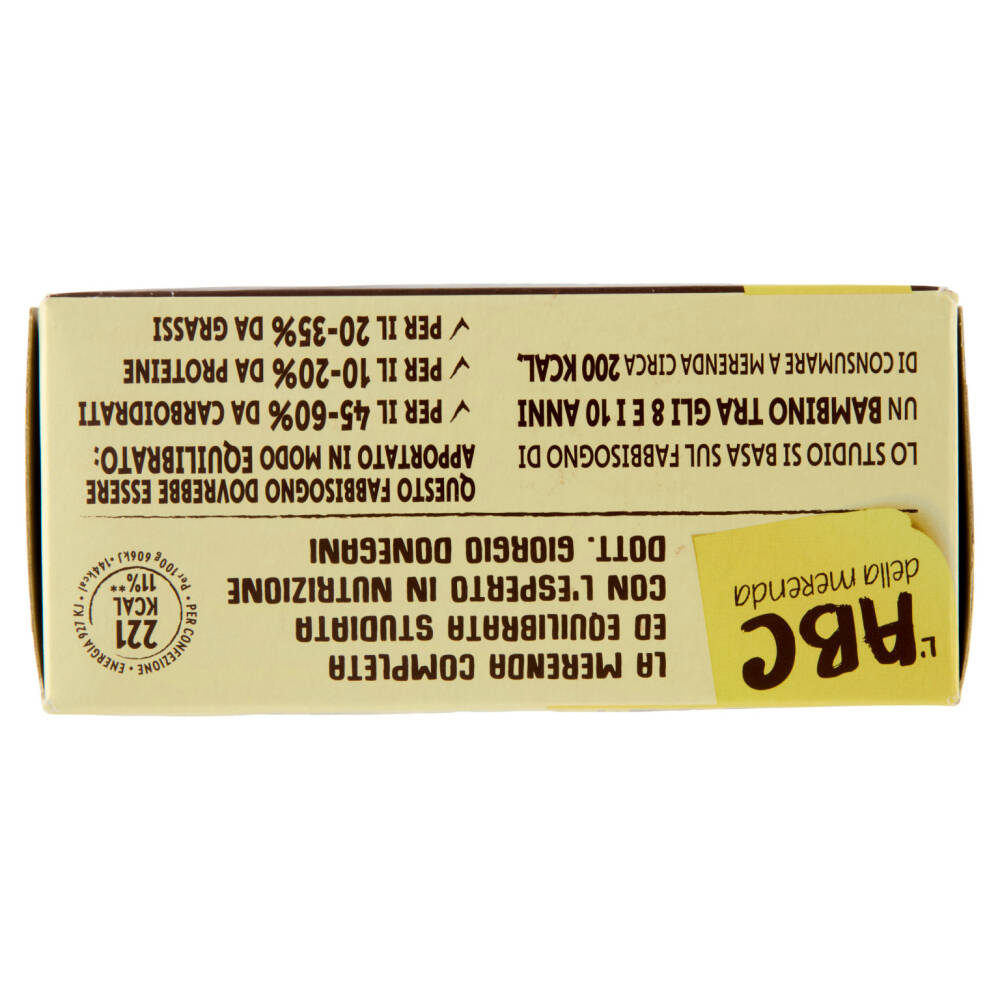 L'ABC
della merenda
LA MERENDA COMPLETA
ED EQUILIBRATA STUDIATA
CON L'ESPERTO IN NUTRIZIONE
DOTT. GIORGIO DONEGANI
221
KCAL
11%**
PER CONFEZIONE • ENERGIA 927 KJ •
Per 100g 606kJ • 144kcal •
LO STUDIO SI BASA SUL FABBISOGNO DI
UN BAMBINO TRA GLI 8 E I 10 ANNI
DI CONSUMARE A MERENDA CIRCA 200 KCAL.
QUESTO FABBISOGNO DOVREBBE ESSERE
APPORTATO IN MODO EQUILIBRATO:
✓ PER IL 45-60% DA CARBOIDRATI
✓ PER IL 10-20% DA PROTEINE
✓ PER IL 20-35% DA GRASSI